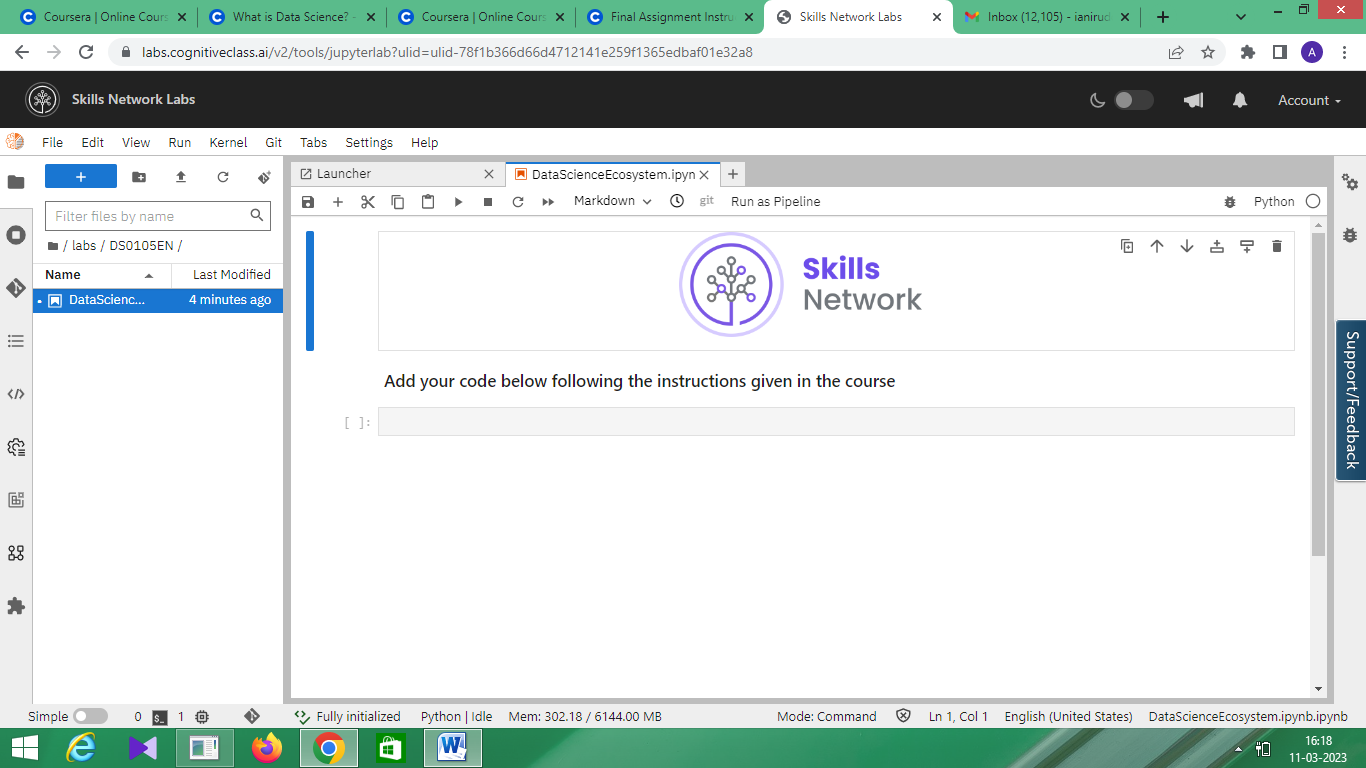 Coursera | Online Cours
What is Data Science? -
Coursera | Online Cours
Final Assignment Instru
Skills Network Labs
Inbox (12,105) - ianirud
labs.cognitiveclass.ai/v2/tools/jupyterlab?ulid=ulid-78f1b366d66d4712141e259f1365edbaf01e32a8
A
Skills Network Labs
Account
File Edit View Run Kernel Git Tabs Settings Help
Launcher
DataScienceEcosystem.ipyn
Filter files by name
Markdown
git
Run as Pipeline
Python
/ labs / DS0105EN /
Name
Last Modified
DataScienc...
4 minutes ago
Skills
Network
Add your code below following the instructions given in the course
[ ]:
Support/Feedback
Simple
0
1
Fully initialized
Python | Idle
Mem: 302.18 / 6144.00 MB
Mode: Command
Ln 1, Col 1
English (United States)
DataScienceEcosystem.ipynb.ipynb
16:18
11-03-2023